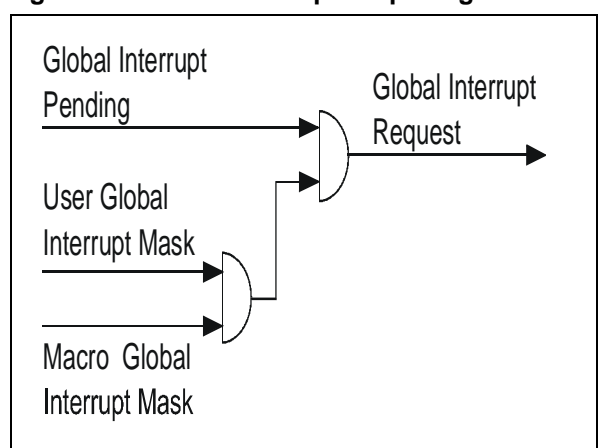 Global Interrupt
Pending
Global Interrupt
Request
User Global
Interrupt Mask
Macro Global
Interrupt Mask